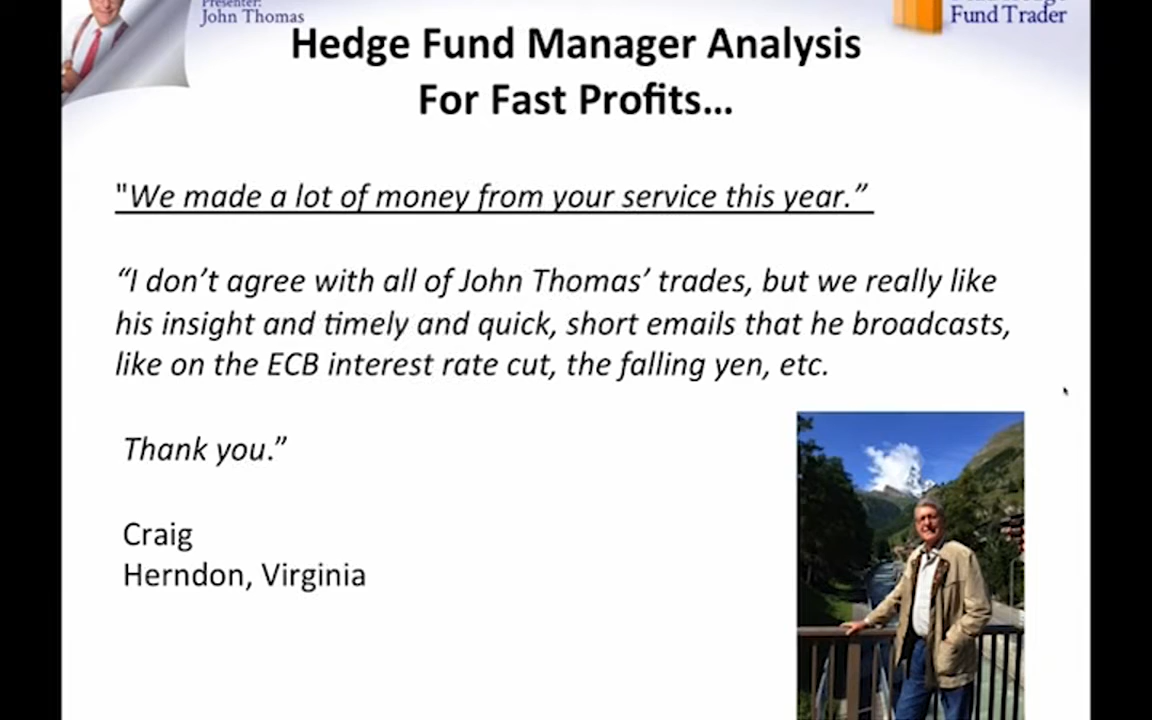 Presenter:
John Thomas
Fund Trader
Hedge Fund Manager Analysis
For Fast Profits...
"We made a lot of money from your service this year.”
“I don’t agree with all of John Thomas’ trades, but we really like
his insight and timely and quick, short emails that he broadcasts,
like on the ECB interest rate cut, the falling yen, etc.
Thank you.”
Craig
Herndon, Virginia